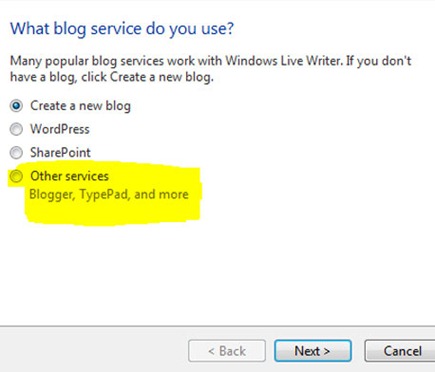 What blog service do you use?
Many popular blog services work with Windows Live Writer. If you don't
have a blog, click Create a new blog.
Create a new blog
WordPress
SharePoint
Other services
Blogger, TypePad, and more
< Back Next > Cancel